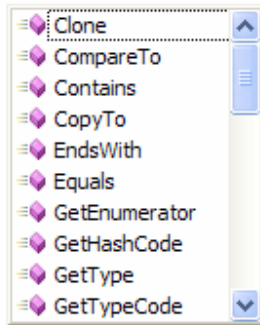 Clone
CompareTo
Contains
CopyTo
EndsWith
Equals
GetEnumerator
GetHashCode
GetType
GetTypeCode